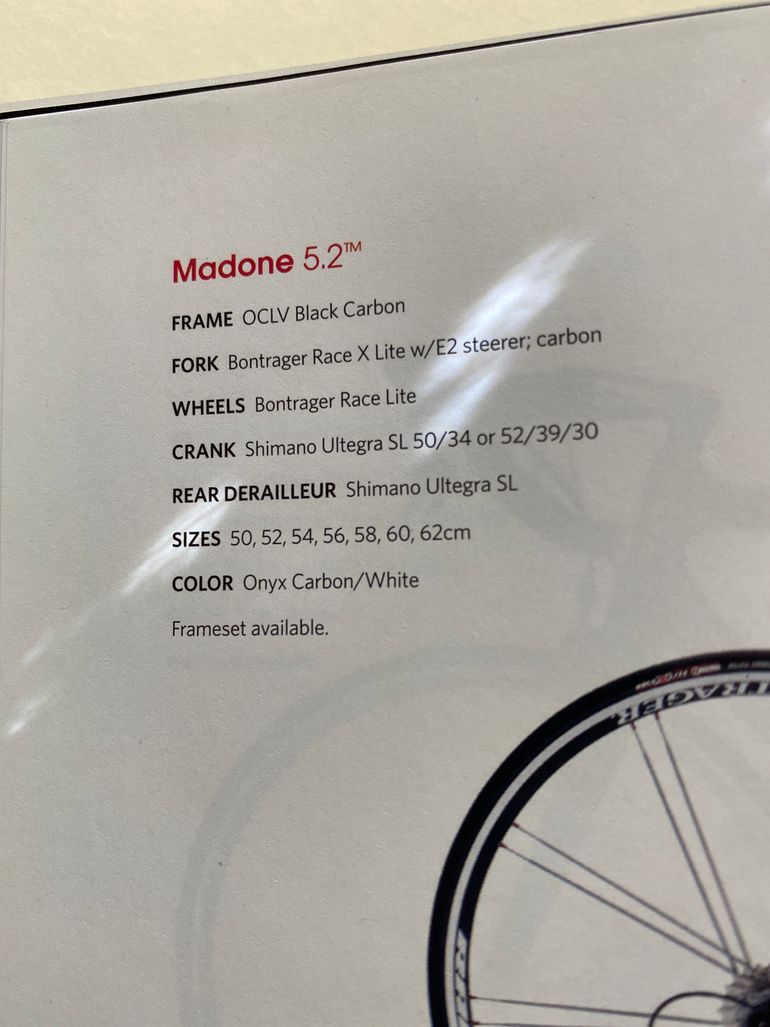 Madone 5.2™
FRAME OCLV Black Carbon
FORK Bontrager Race X Lite w/E2 steerer; carbon
WHEELS Bontrager Race Lite
CRANK Shimano Ultegra SL 50/34 or 52/39/30
REAR DERAILLEUR Shimano Ultegra SL
SIZES 50, 52, 54, 56, 58, 60, 62cm
COLOR Onyx Carbon/White
Frameset available.
TRAGER